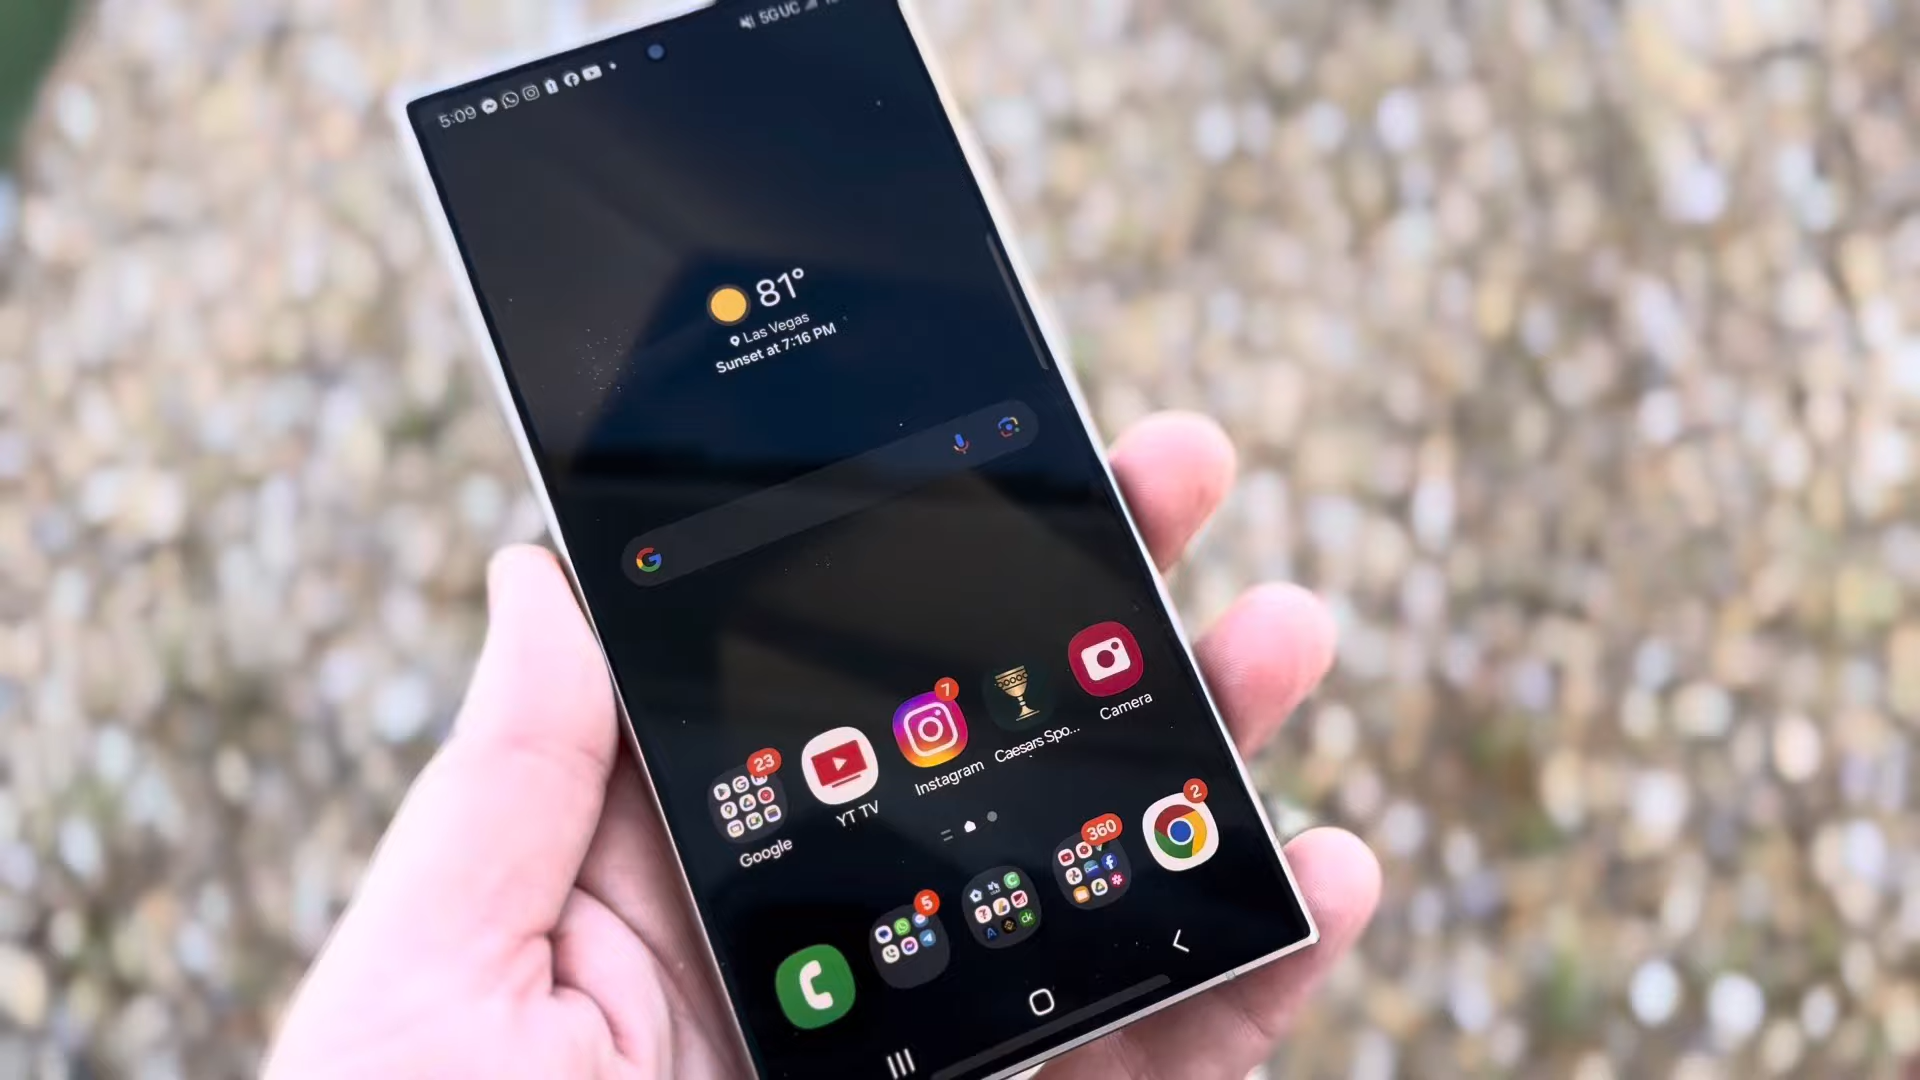 5:09
5G UC
81°
Las Vegas
Sunset at 7:16 PM
23
7
Google
YT TV
Instagram
Caesars Spo...
Camera
5
360
2
ck